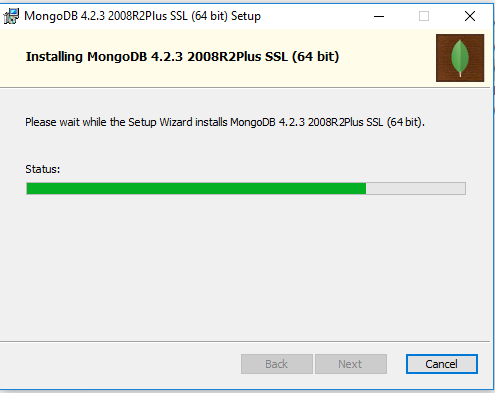 MongoDB 4.2.3 2008R2Plus SSL (64 bit) Setup
Installing MongoDB 4.2.3 2008R2Plus SSL (64 bit)
Please wait while the Setup Wizard installs MongoDB 4.2.3 2008R2Plus SSL (64 bit).
Status:
Back Next Cancel